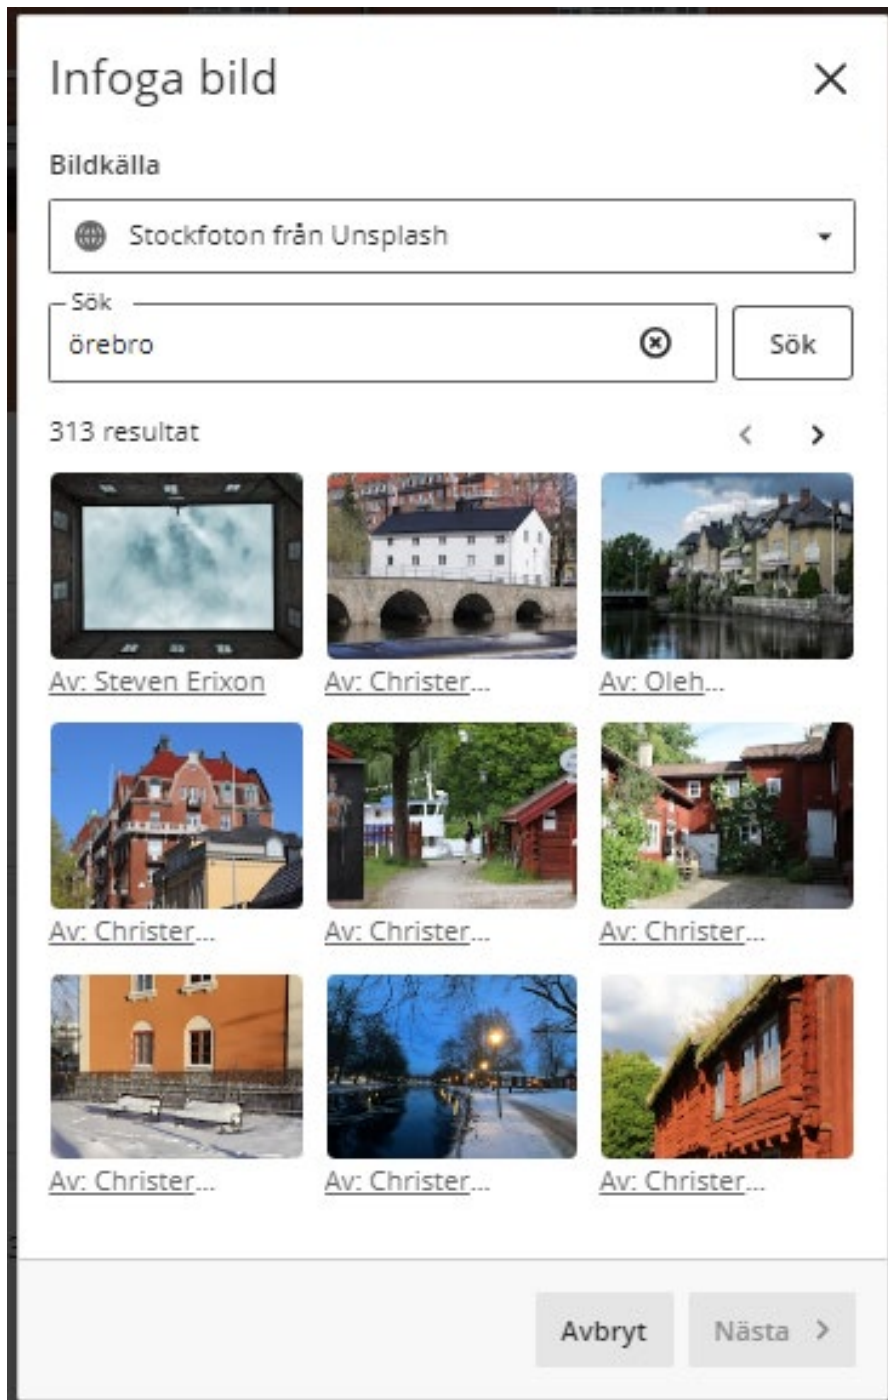 Infoga bild
Bildkälla
Stockfoton från Unsplash
Sök
örebro
Sök
313 resultat
Av: Steven Erixon
Av: Christer...
Av: Oleh...
Av: Christer...
Av: Christer...
Av: Christer...
Av: Christer...
Av: Christer...
Av: Christer...
Avbryt
Nästa